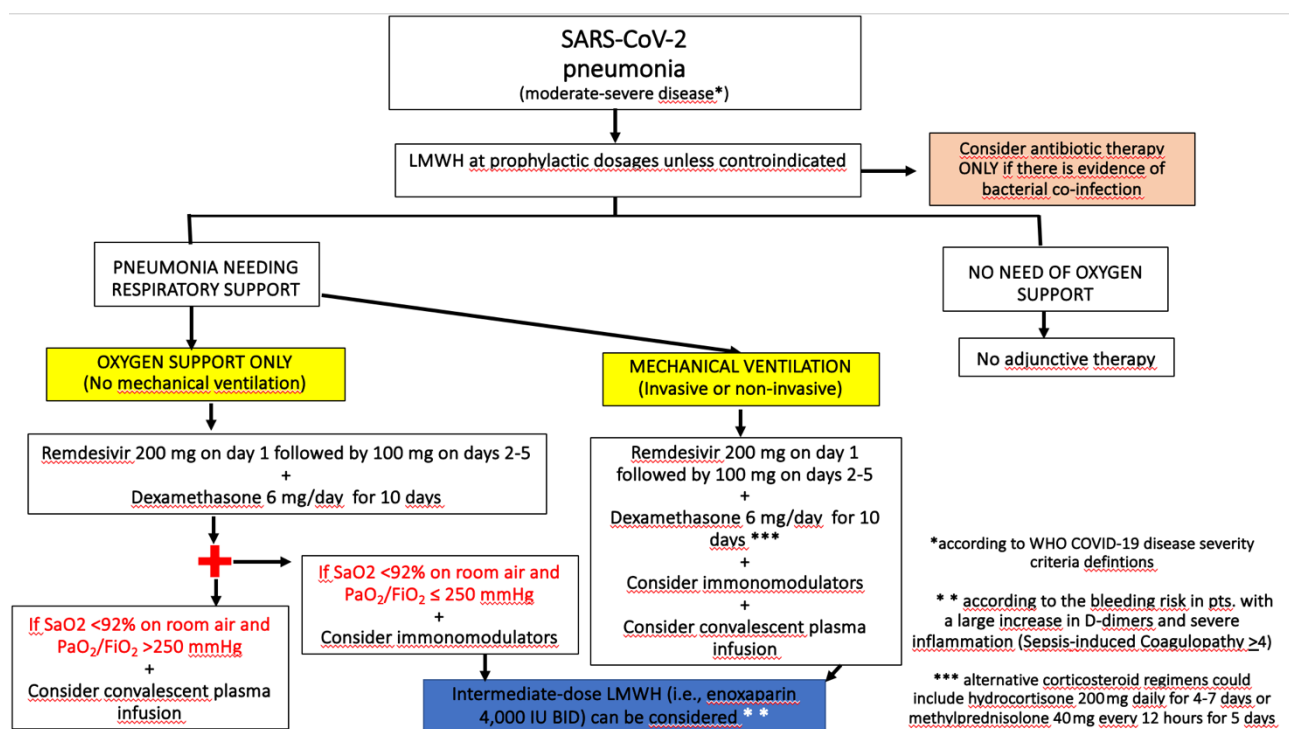 SARS-CoV-2
pneumonia
(moderate-severe disease*)
LMWH at prophylactic dosages unless controindicated
Consider antibiotic therapy
ONLY if there is evidence of
bacterial co-infection
PNEUMONIA NEEDING
RESPIRATORY SUPPORT
NO NEED OF OXYGEN
SUPPORT
OXYGEN SUPPORT ONLY
(No mechanical ventilation)
MECHANICAL VENTILATION
(Invasive or non-invasive)
No adjunctive therapy
Remdesivir 200 mg on day 1 followed by 100 mg on days 2-5
+
Dexamethasone 6 mg/day for 10 days
Remdesivir 200 mg on day 1
followed by 100 mg on days 2-5
+
Dexamethasone 6 mg/day for 10
days ***
+
Consider immonomodulators
+
Consider convalescent plasma
infusion
If SaO2 <92% on room air and
PaO₂/FiO₂ >250 mmHg
+
Consider convalescent plasma
infusion
If SaO2 <92% on room air and
PaO₂/FiO₂ ≤ 250 mmHg
+
Consider immonomodulators
Intermediate-dose LMWH (i.e., enoxaparin
4,000 IU BID) can be considered * *
*according to WHO COVID-19 disease severity
criteria defintions
* * according to the bleeding risk in pts. with
a large increase in D-dimers and severe
inflammation (Sepsis-induced Coagulopathy >4)
*** alternative corticosteroid regimens could
include hydrocortisone 200 mg daily for 4-7 days or
methylprednisolone 40 mg every 12 hours for 5 days